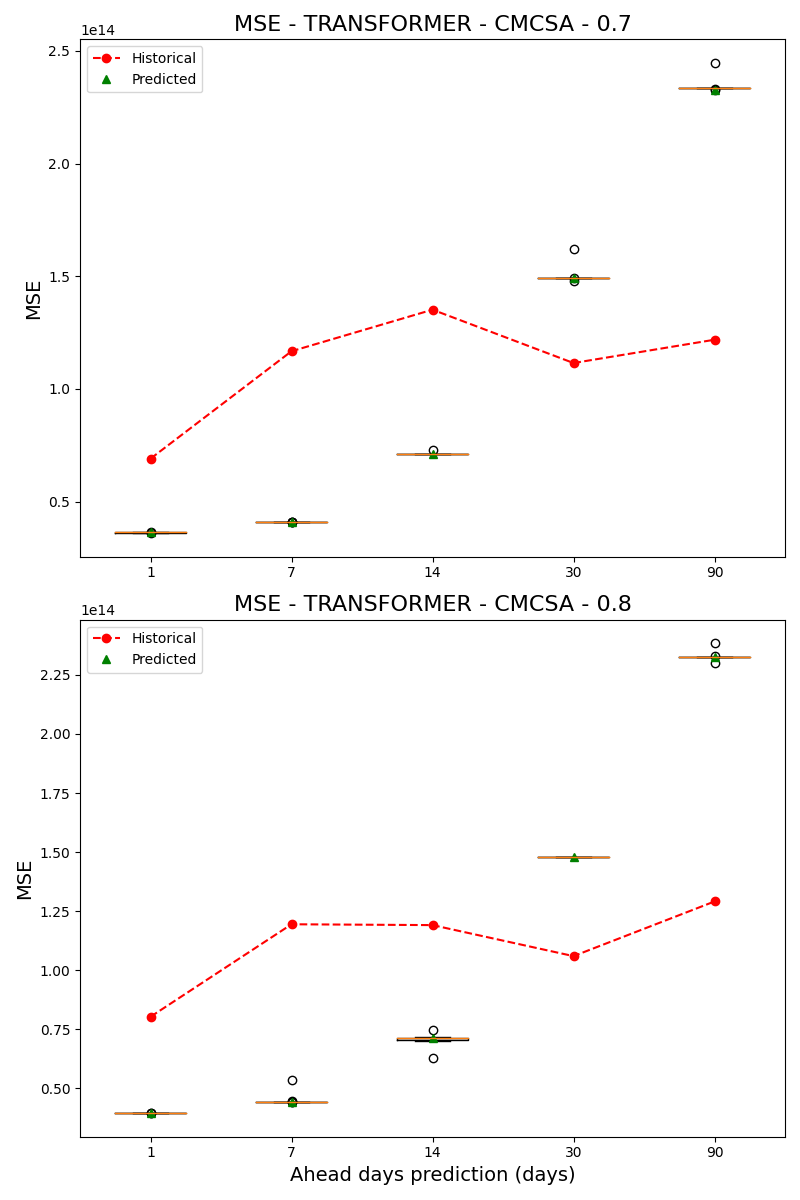 MSE - TRANSFORMER - CMCSA - 0.7
1e14
Historical
Predicted
2.5
2.0
1.5
1.0
0.5
MSE
1 7 14 30 90
MSE - TRANSFORMER - CMCSA - 0.8
1e14
Historical
Predicted
2.25
2.00
1.75
1.50
1.25
1.00
0.75
0.50
MSE
1 7 14 30 90
Ahead days prediction (days)